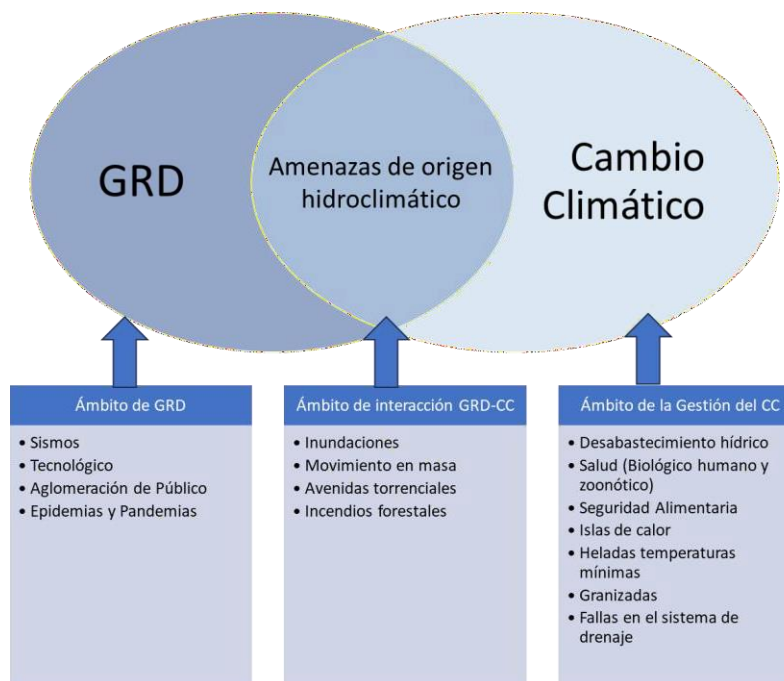 GRD
Amenazas de origen
hidroclimático
Cambio
Climático
Ámbito de GRD
• Sismos
• Tecnológico
• Aglomeración de Público
• Epidemias y Pandemias
Ámbito de interacción GRD-CC
• Inundaciones
• Movimiento en masa
• Avenidas torrenciales
• Incendios forestales
Ámbito de la Gestión del CC
• Desabastecimiento hídrico
• Salud (Biológico humano y
zoonótico)
• Seguridad Alimentaria
• Islas de calor
• Heladas temperaturas
mínimas
• Granizadas
• Fallas en el sistema de
drenaje